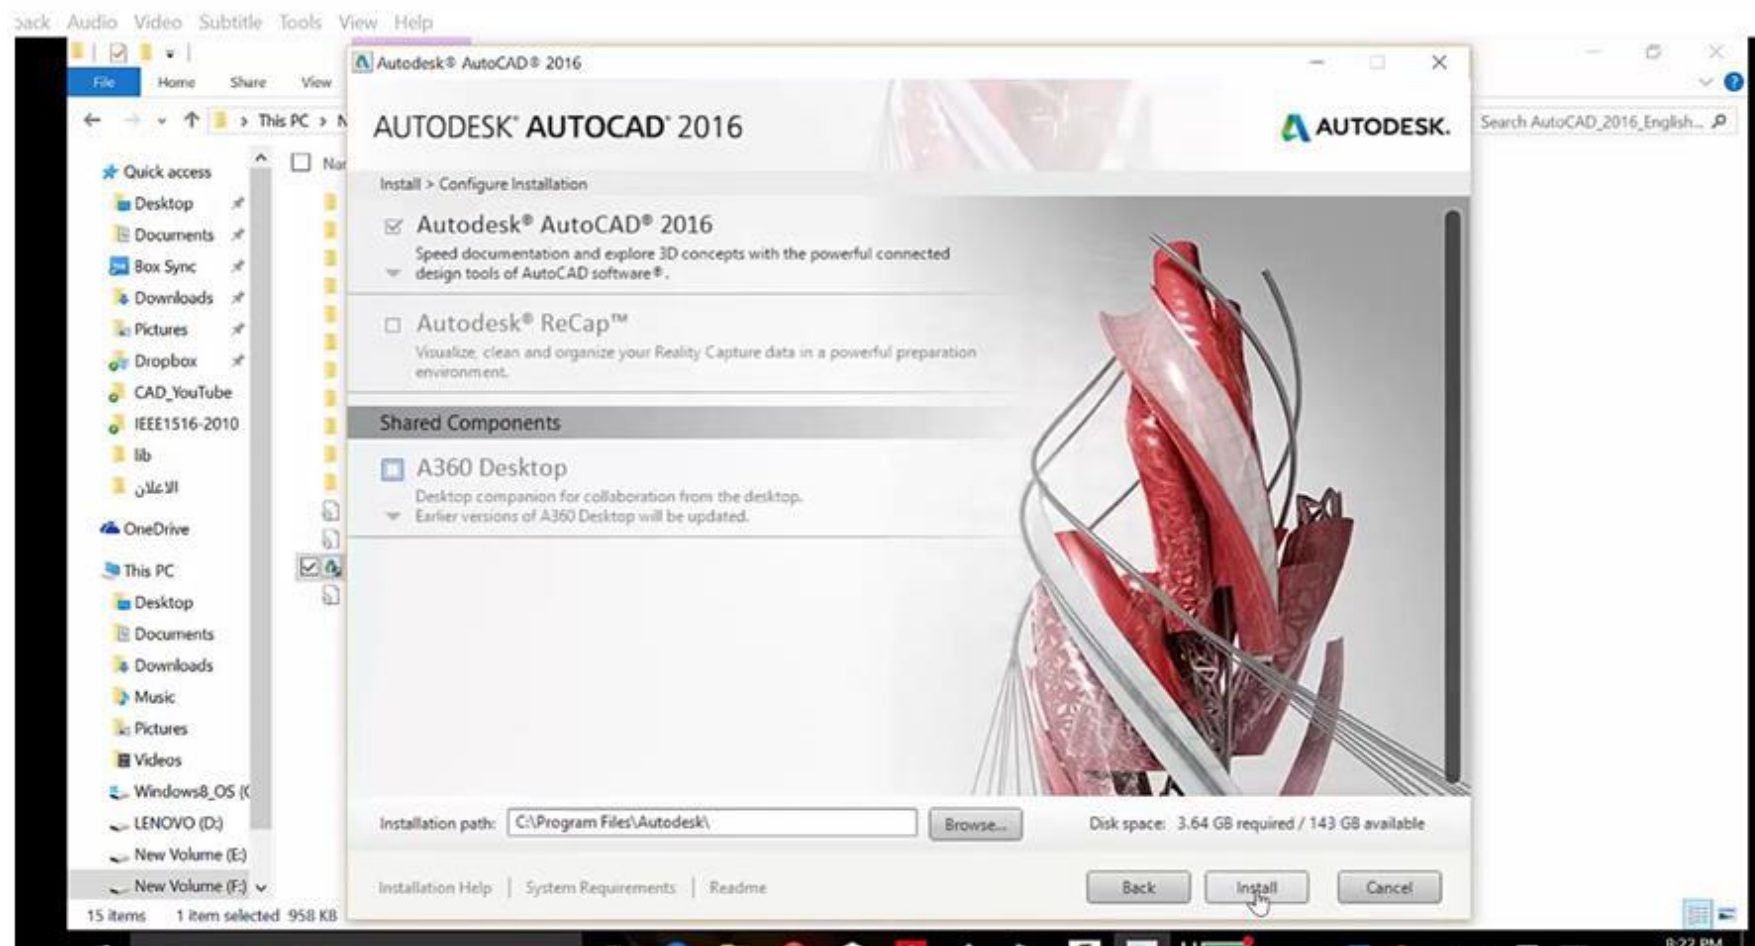 Audio Video Subtitle Tools View Help
Autodesk® AutoCAD® 2016
File Home Share View
This PC
Search AutoCAD_2016_English...
AUTODESK® AUTOCAD® 2016
AUTODESK.
Install > Configure Installation
Autodesk® AutoCAD® 2016
Speed documentation and explore 3D concepts with the powerful connected
design tools of AutoCAD software®.
Autodesk® ReCap™
Visualize, clean and organize your Reality Capture data in a powerful preparation
environment.
Shared Components
A360 Desktop
Desktop companion for collaboration from the desktop.
Earlier versions of A360 Desktop will be updated.
Installation path: C:\Program Files\Autodesk\
Browse...
Disk space: 3.64 GB required / 143 GB available
Installation Help | System Requirements | Readme
Back Install Cancel
Quick access
Desktop
Documents
Box Sync
Downloads
Pictures
Dropbox
CAD_YouTube
IEEE1516-2010
lib
الاعلان
OneDrive
This PC
Desktop
Documents
Downloads
Music
Pictures
Videos
Windows8_OS (C
LENOVO (D:)
New Volume (E:)
New Volume (F:)
15 items 1 item selected 958 KB
8:22 PM